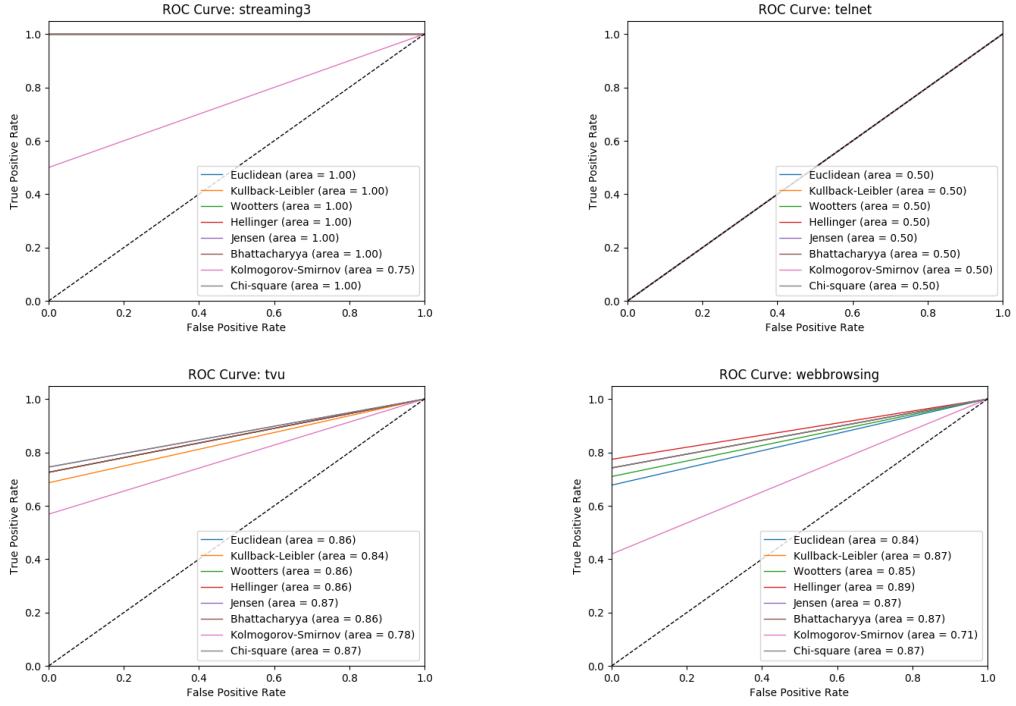 ROC Curve: streaming3
1.0
0.8
0.6
0.4
0.2
0.0
True Positive Rate
Euclidean (area = 1.00)
Kullback-Leibler (area = 1.00)
Wootters (area = 1.00)
Hellinger (area = 1.00)
Jensen (area = 1.00)
Bhattacharyya (area = 1.00)
Kolmogorov-Smirnov (area = 0.75)
Chi-square (area = 1.00)
0.0 0.2 0.4 0.6 0.8 1.0
False Positive Rate
ROC Curve: telnet
1.0
0.8
0.6
0.4
0.2
0.0
True Positive Rate
Euclidean (area = 0.50)
Kullback-Leibler (area = 0.50)
Wootters (area = 0.50)
Hellinger (area = 0.50)
Jensen (area = 0.50)
Bhattacharyya (area = 0.50)
Kolmogorov-Smirnov (area = 0.50)
Chi-square (area = 0.50)
0.0 0.2 0.4 0.6 0.8 1.0
False Positive Rate
ROC Curve: tvu
1.0
0.8
0.6
0.4
0.2
0.0
True Positive Rate
Euclidean (area = 0.86)
Kullback-Leibler (area = 0.84)
Wootters (area = 0.86)
Hellinger (area = 0.86)
Jensen (area = 0.87)
Bhattacharyya (area = 0.86)
Kolmogorov-Smirnov (area = 0.78)
Chi-square (area = 0.87)
0.0 0.2 0.4 0.6 0.8 1.0
False Positive Rate
ROC Curve: webbrowsing
1.0
0.8
0.6
0.4
0.2
0.0
True Positive Rate
Euclidean (area = 0.84)
Kullback-Leibler (area = 0.87)
Wootters (area = 0.85)
Hellinger (area = 0.89)
Jensen (area = 0.87)
Bhattacharyya (area = 0.87)
Kolmogorov-Smirnov (area = 0.71)
Chi-square (area = 0.87)
0.0 0.2 0.4 0.6 0.8 1.0
False Positive Rate